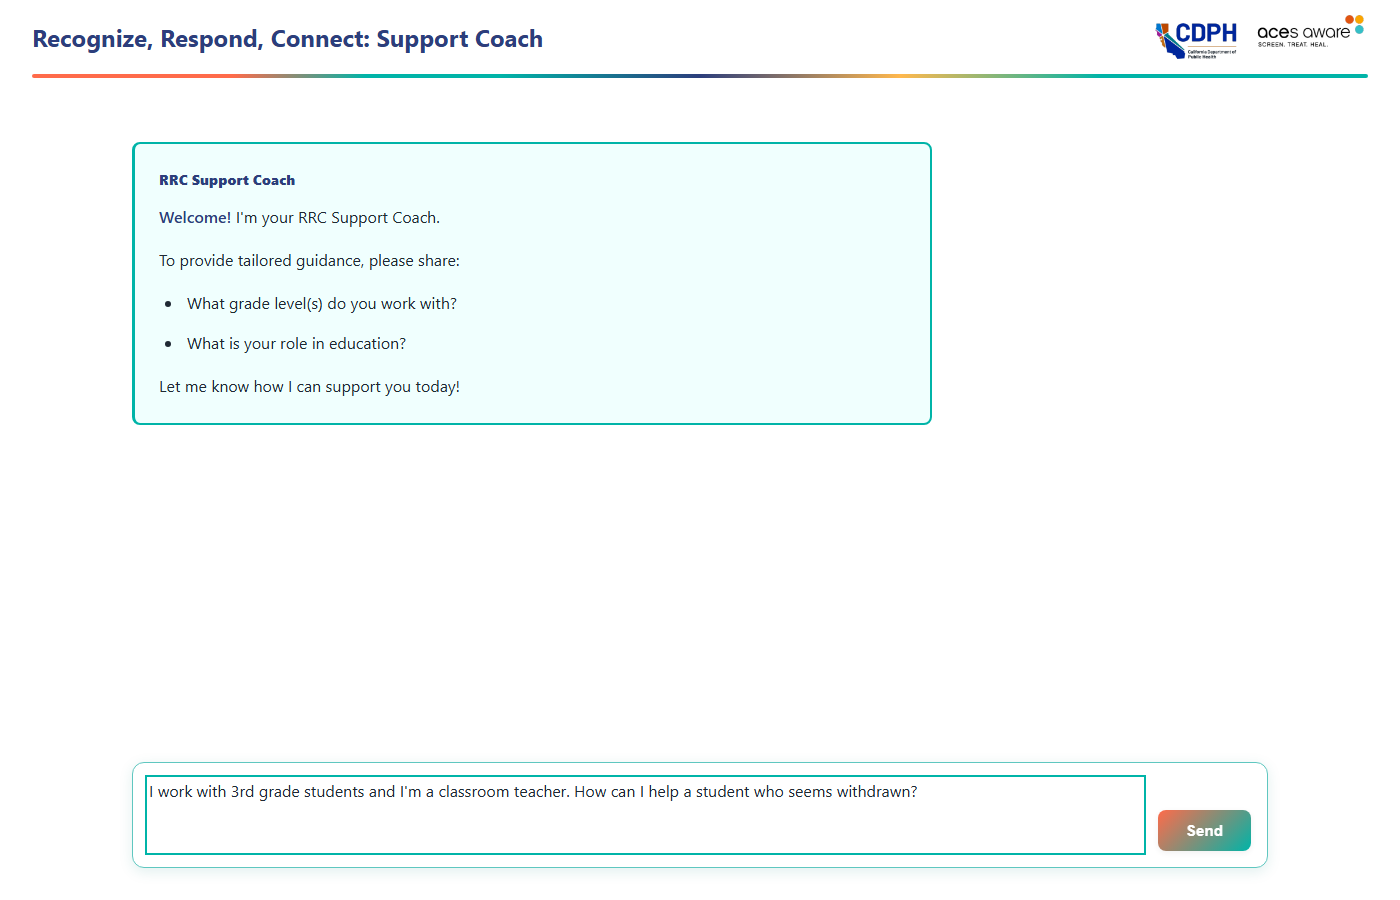 Recognize, Respond, Connect: Support Coach
CDPH
California Department of
Public Health
aces aware
SCREEN. TREAT. HEAL.
RRC Support Coach
Welcome! I'm your RRC Support Coach.
To provide tailored guidance, please share:
• What grade level(s) do you work with?
• What is your role in education?
Let me know how I can support you today!
I work with 3rd grade students and I'm a classroom teacher. How can I help a student who seems withdrawn?
Send